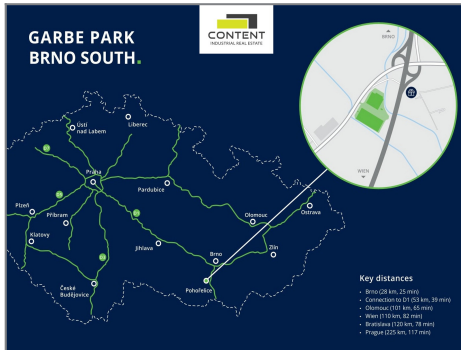 GARBE PARK
BRNO SOUTH.
CONTENT
INDUSTRIAL REAL ESTATE
BRNO
WIEN
Ústí
nad Labem
Liberec
Praha
Plzeň
Příbram
Klatovy
České
Budějovice
Pardubice
Jihlava
Olomouc
Ostrava
Zlín
Brno
Pohořelice
Key distances
• Brno (28 km, 25 min)
• Connection to D1 (53 km, 39 min)
• Olomouc (101 km, 65 min)
• Wien (110 km, 82 min)
• Bratislava (120 km, 78 min)
• Prague (225 km, 117 min)